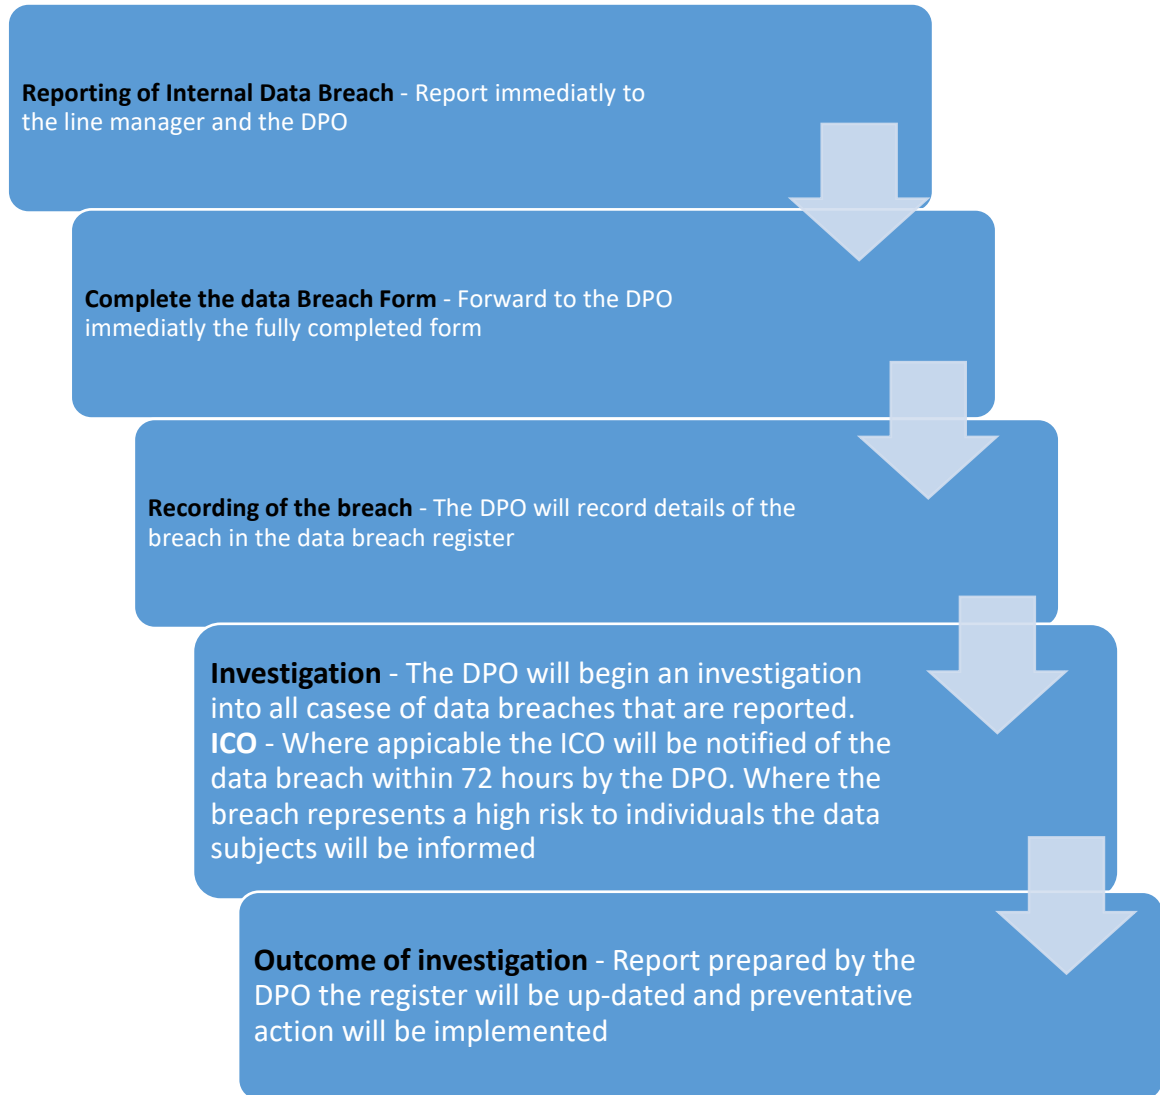 Reporting of Internal Data Breach - Report immediatly to
the line manager and the DPO
Complete the data Breach Form - Forward to the DPO
immediatly the fully completed form
Recording of the breach - The DPO will record details of the
breach in the data breach register
Investigation - The DPO will begin an investigation
into all casese of data breaches that are reported.
ICO - Where appicable the ICO will be notified of the
data breach within 72 hours by the DPO. Where the
breach represents a high risk to individuals the data
subjects will be informed
Outcome of investigation - Report prepared by the
DPO the register will be up-dated and preventative
action will be implemented